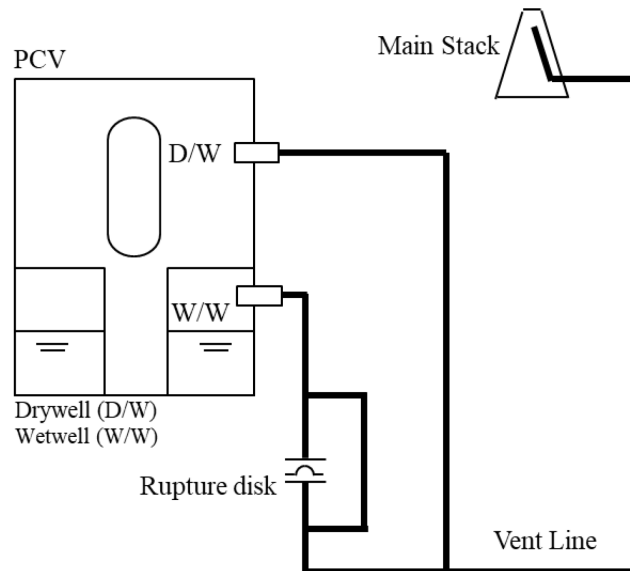 Main Stack
PCV
D/W
W/W
Drywell (D/W)
Wetwell (W/W)
Rupture disk
Vent Line